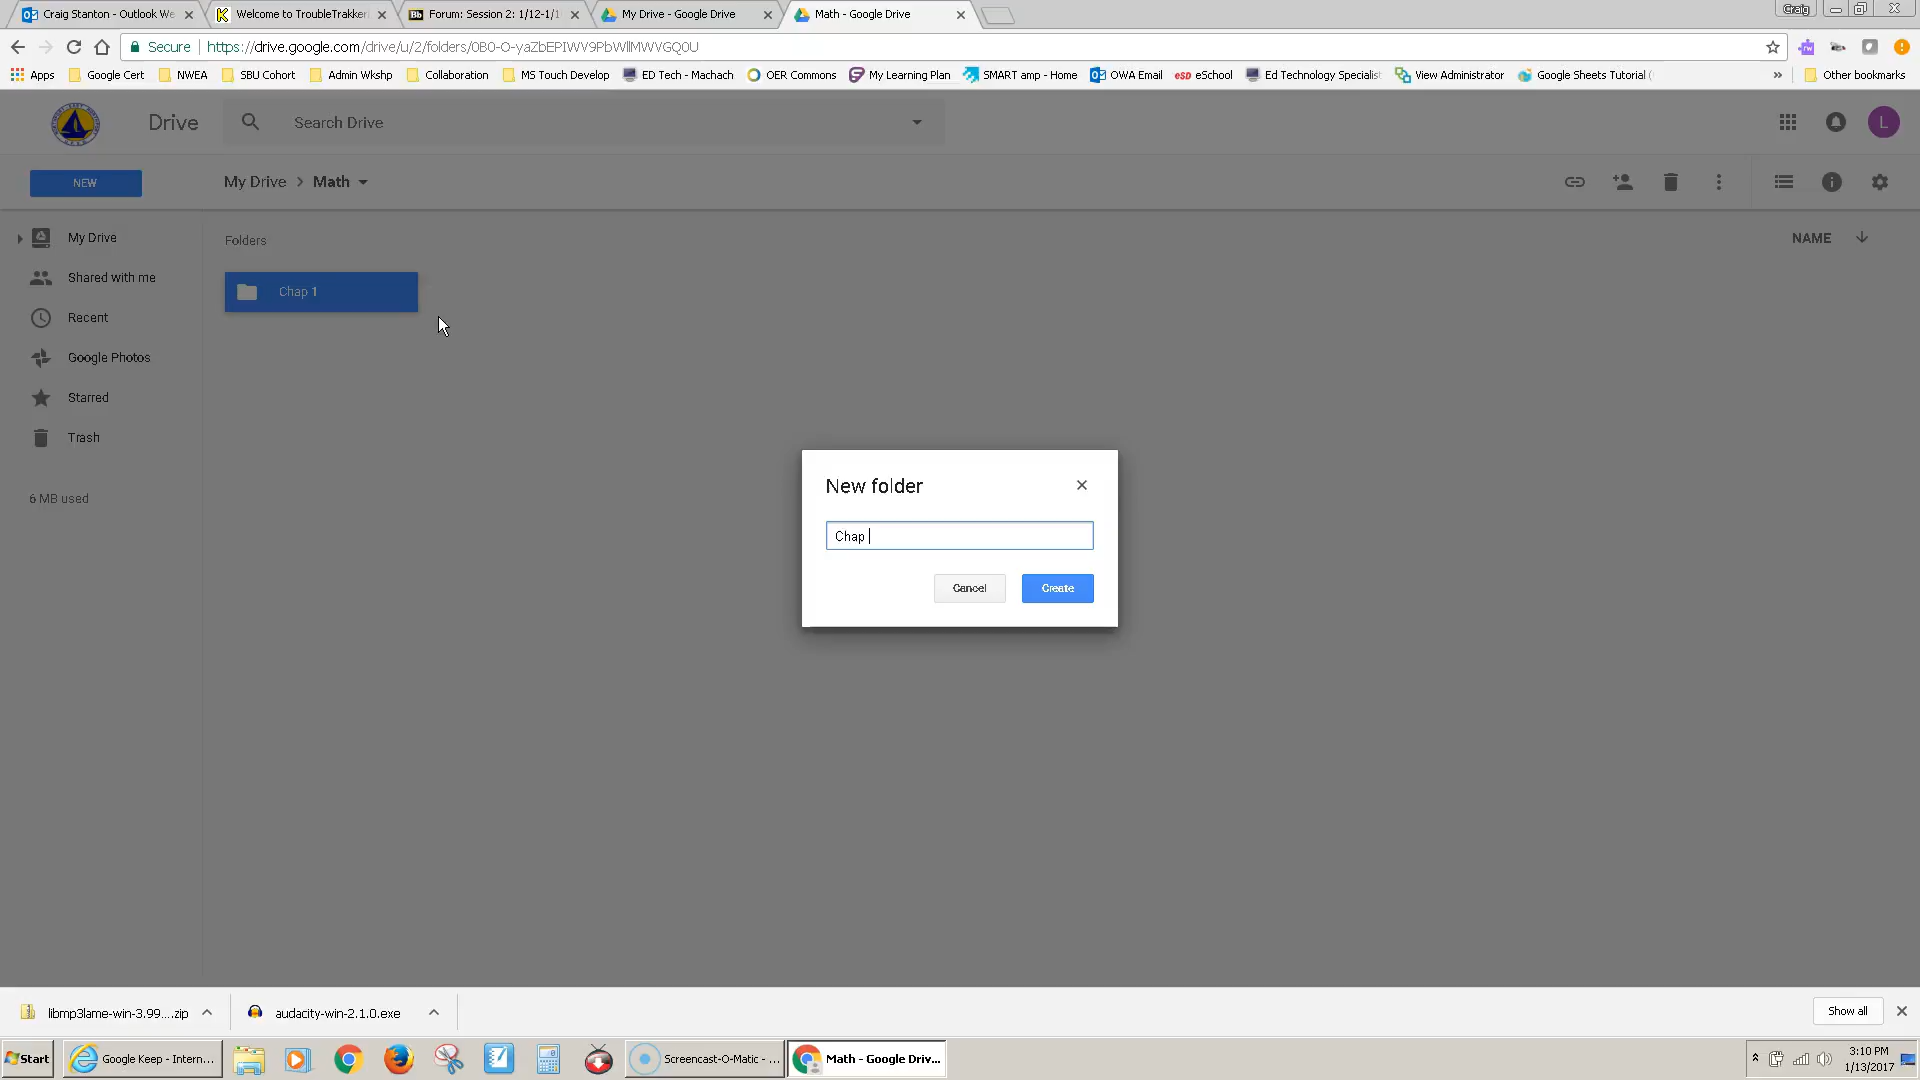 Craig Stanton - Outlook We
Welcome to TroubleTrakker
Forum: Session 2: 1/12-1/1
My Drive - Google Drive
Math - Google Drive
Craig
Secure
https://drive.google.com/drive/u/2/folders/0B0-O-yaZbEPIWV9PbWllMWVGQ0U
Apps
Google Cert
NWEA
SBU Cohort
Admin Wkshp
Collaboration
MS Touch Develop
ED Tech - Machach
OER Commons
My Learning Plan
SMART amp - Home
OWA Email
esd eSchool
Ed Technology Specialist
View Administrator
Google Sheets Tutorial (
Other bookmarks
Drive
Search Drive
L
NEW
My Drive > Math
My Drive
Shared with me
Recent
Google Photos
Starred
Trash
6 MB used
Folders
NAME
Chap 1
New folder
Chap
Cancel
Create
libmp3lame-win-3.99....zip
audacity-win-2.1.0.exe
Show all
Start
Google Keep - Intern...
Screencast-O-Matic - ...
Math - Google Driv...
3:10 PM
1/13/2017